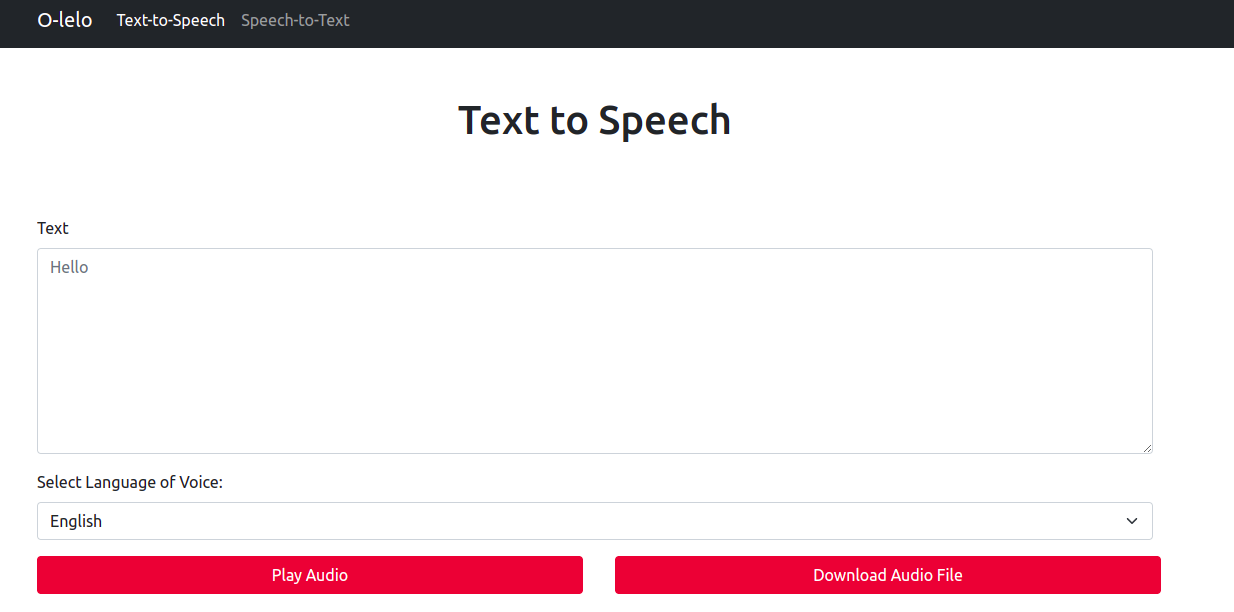 O-lelo Text-to-Speech Speech-to-Text
Text to Speech
Text
Hello
Select Language of Voice:
English
Play Audio Download Audio File